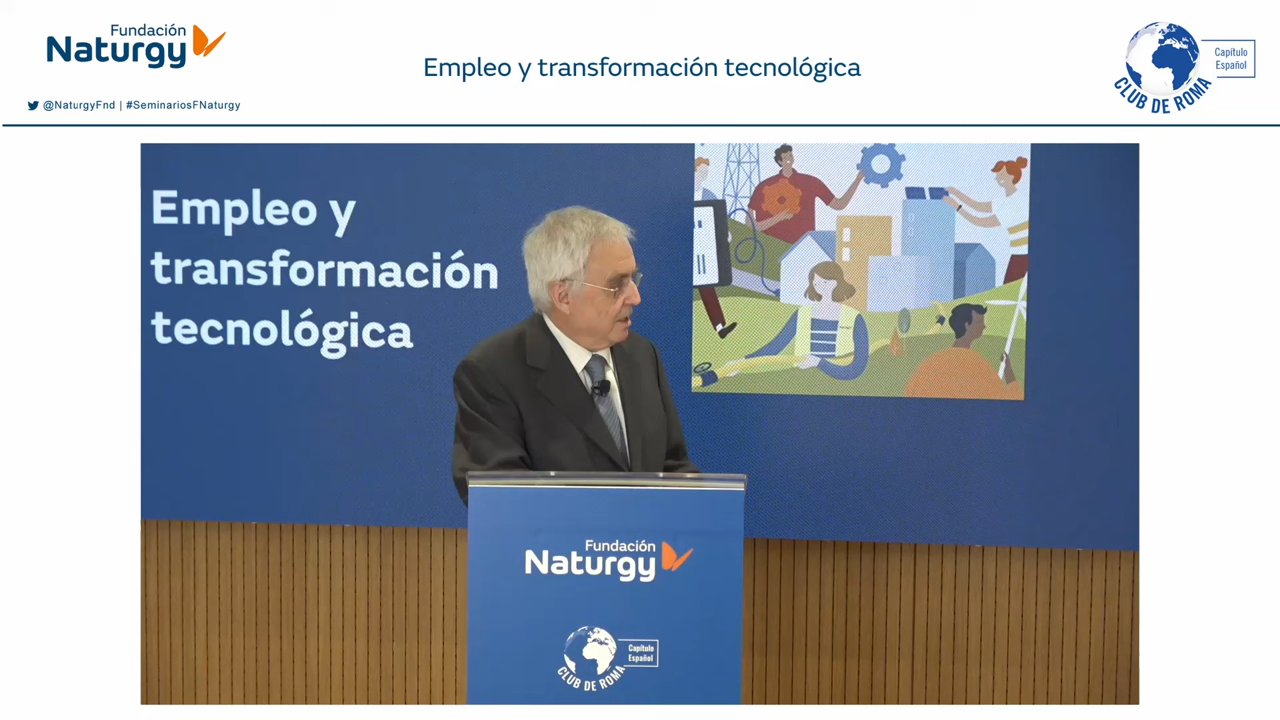 Fundación
Naturgy
@NaturgyFnd | #SeminariosFNaturgy
Empleo y transformación tecnológica
Capítulo
Español
CLUB DE ROMA
Empleo y
transformación
tecnológica
Fundación
Naturgy
Capítulo
Español
CLUB DE ROMA